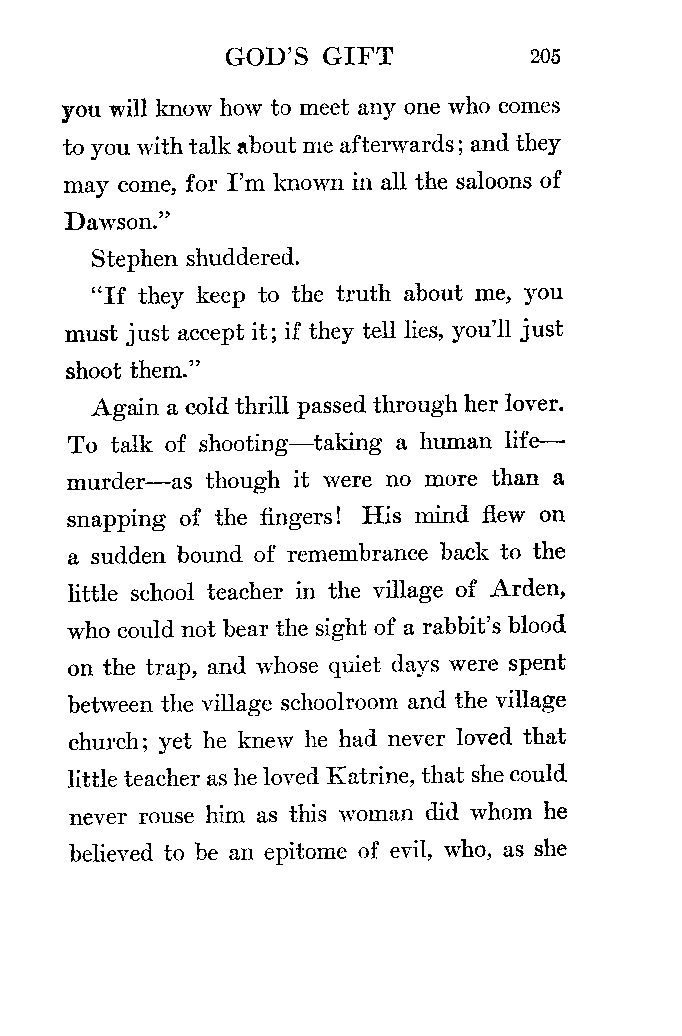 GOD'S GIFT 205
you will know how to meet any one who comes
to you with talk about me afterwards; and they
may come, for I'm known in all the saloons of
Dawson."
Stephen shuddered.
"If they keep to the truth about me, you
must just accept it; if they tell lies, you'll just
shoot them."
Again a cold thrill passed through her lover.
To talk of shooting—taking a human life—
murder—as though it were no more than a
snapping of the fingers! His mind flew on
a sudden bound of remembrance back to the
little school teacher in the village of Arden,
who could not bear the sight of a rabbit's blood
on the trap, and whose quiet days were spent
between the village schoolroom and the village
church; yet he knew he had never loved that
little teacher as he loved Katrine, that she could
never rouse him as this woman did whom he
believed to be an epitome of evil, who, as she